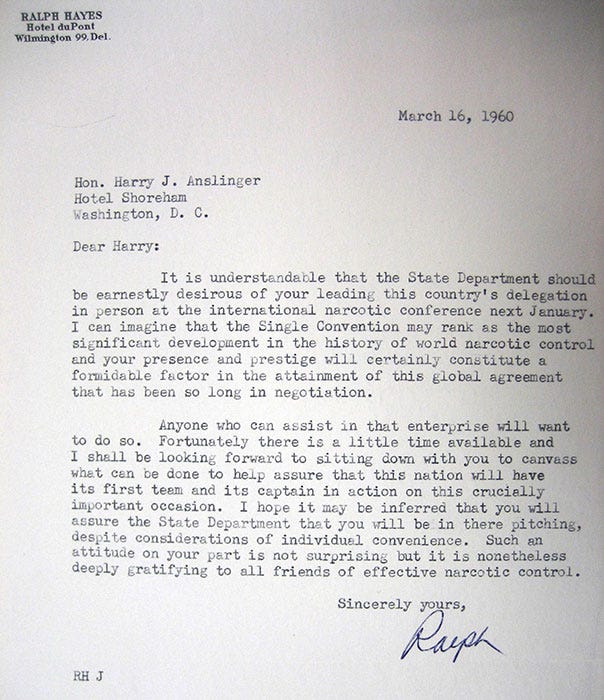 RALPH HAYES
Hotel duPont
Wilmington 99, Del.
March 16, 1960
Hon. Harry J. Anslinger
Hotel Shoreham
Washington, D. C.
Dear Harry:
It is understandable that the State Department should
be earnestly desirous of your leading this country's delegation
in person at the international narcotic conference next January.
I can imagine that the Single Convention may rank as the most
significant development in the history of world narcotic control
and your presence and prestige will certainly constitute a
formidable factor in the attainment of this global agreement
that has been so long in negotiation.
Anyone who can assist in that enterprise will want
to do so. Fortunately there is a little time available and
I shall be looking forward to sitting down with you to canvass
what can be done to help assure that this nation will have
its first team and its captain in action on this crucially
important occasion. I hope it may be inferred that you will
assure the State Department that you will be in there pitching,
despite considerations of individual convenience. Such an
attitude on your part is not surprising but it is nonetheless
deeply gratifying to all friends of effective narcotic control.
Sincerely yours,
Ralph
RH J